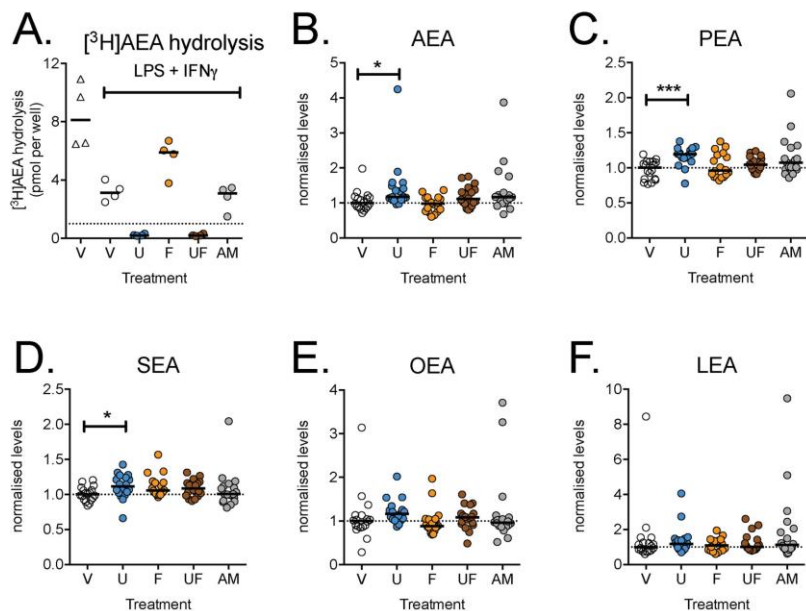 A. [³H]AEA hydrolysis
LPS + IFNγ
[³H]AEA hydrolysis
(pmol per well)
12
8
4
0
V V U F UF AM
Treatment
B. AEA
*
normalised levels
5
4
3
2
1
0
V U F UF AM
Treatment
C. PEA
***
normalised levels
2.5
2.0
1.5
1.0
0.5
0.0
V U F UF AM
Treatment
D. SEA
*
normalised levels
2.5
2.0
1.5
1.0
0.5
0.0
V U F UF AM
Treatment
E. OEA
normalised levels
4
3
2
1
0
V U F UF AM
Treatment
F. LEA
normalised levels
10
8
6
4
2
0
V U F UF AM
Treatment